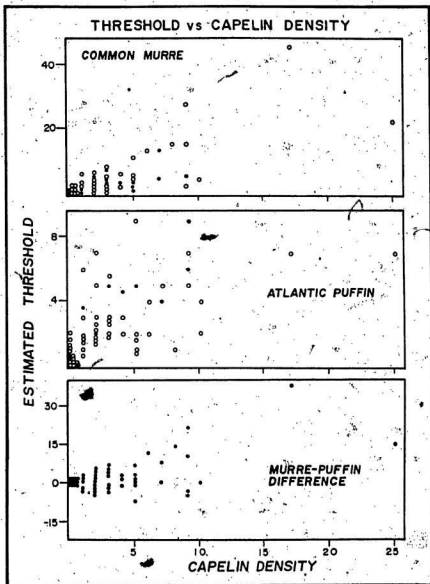 THRESHOLD vs CAPELIN DENSITY
COMMON MURRE
40
20
ESTIMATED THRESHOLD
8
4
ATLANTIC PUFFIN
30
15
0
-15
MURRE-PUFFIN
DIFFERENCE
5
10
15
20
25
CAPELIN DENSITY